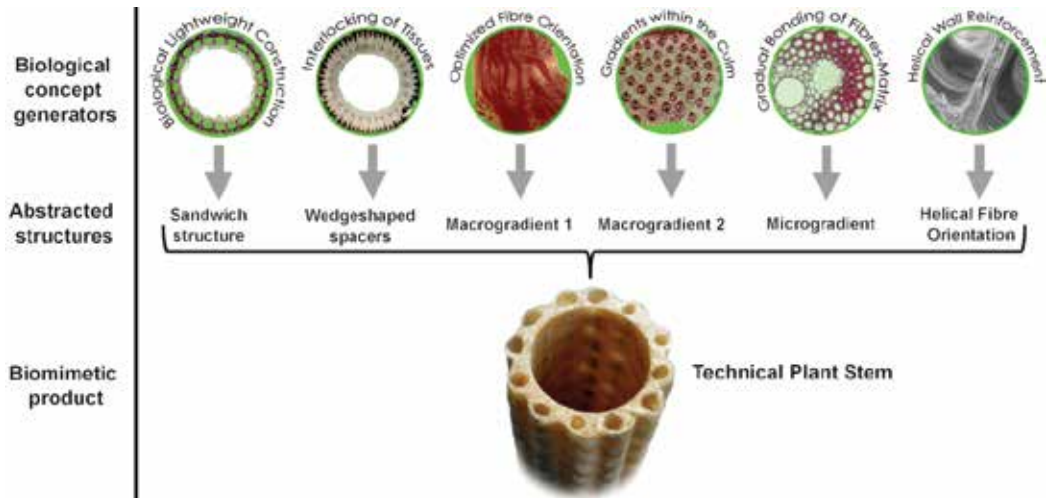 Biological
concept
generators
Biological Lightweight Construction
Interlocking of Tissues
Optimized Fibre Orientation
Gradients within the Culm
Gradual Bonding of Fibres-Matrix
Helical Wall Reinforcement
Abstracted
structures
Sandwich
structure
Wedgeshaped
spacers
Macrogradient 1
Macrogradient 2
Microgradient
Helical Fibre
Orientation
Biomimetic
product
Technical Plant Stem